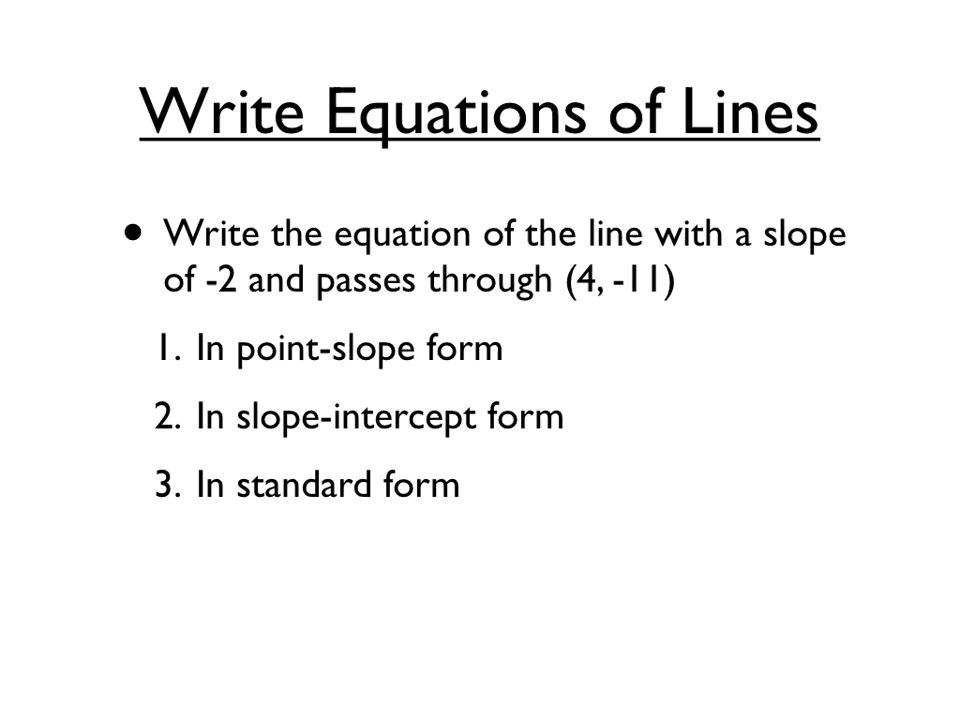 Write Equations of Lines
• Write the equation of the line with a slope
of -2 and passes through (4, -11)
1. In point-slope form
2. In slope-intercept form
3. In standard form